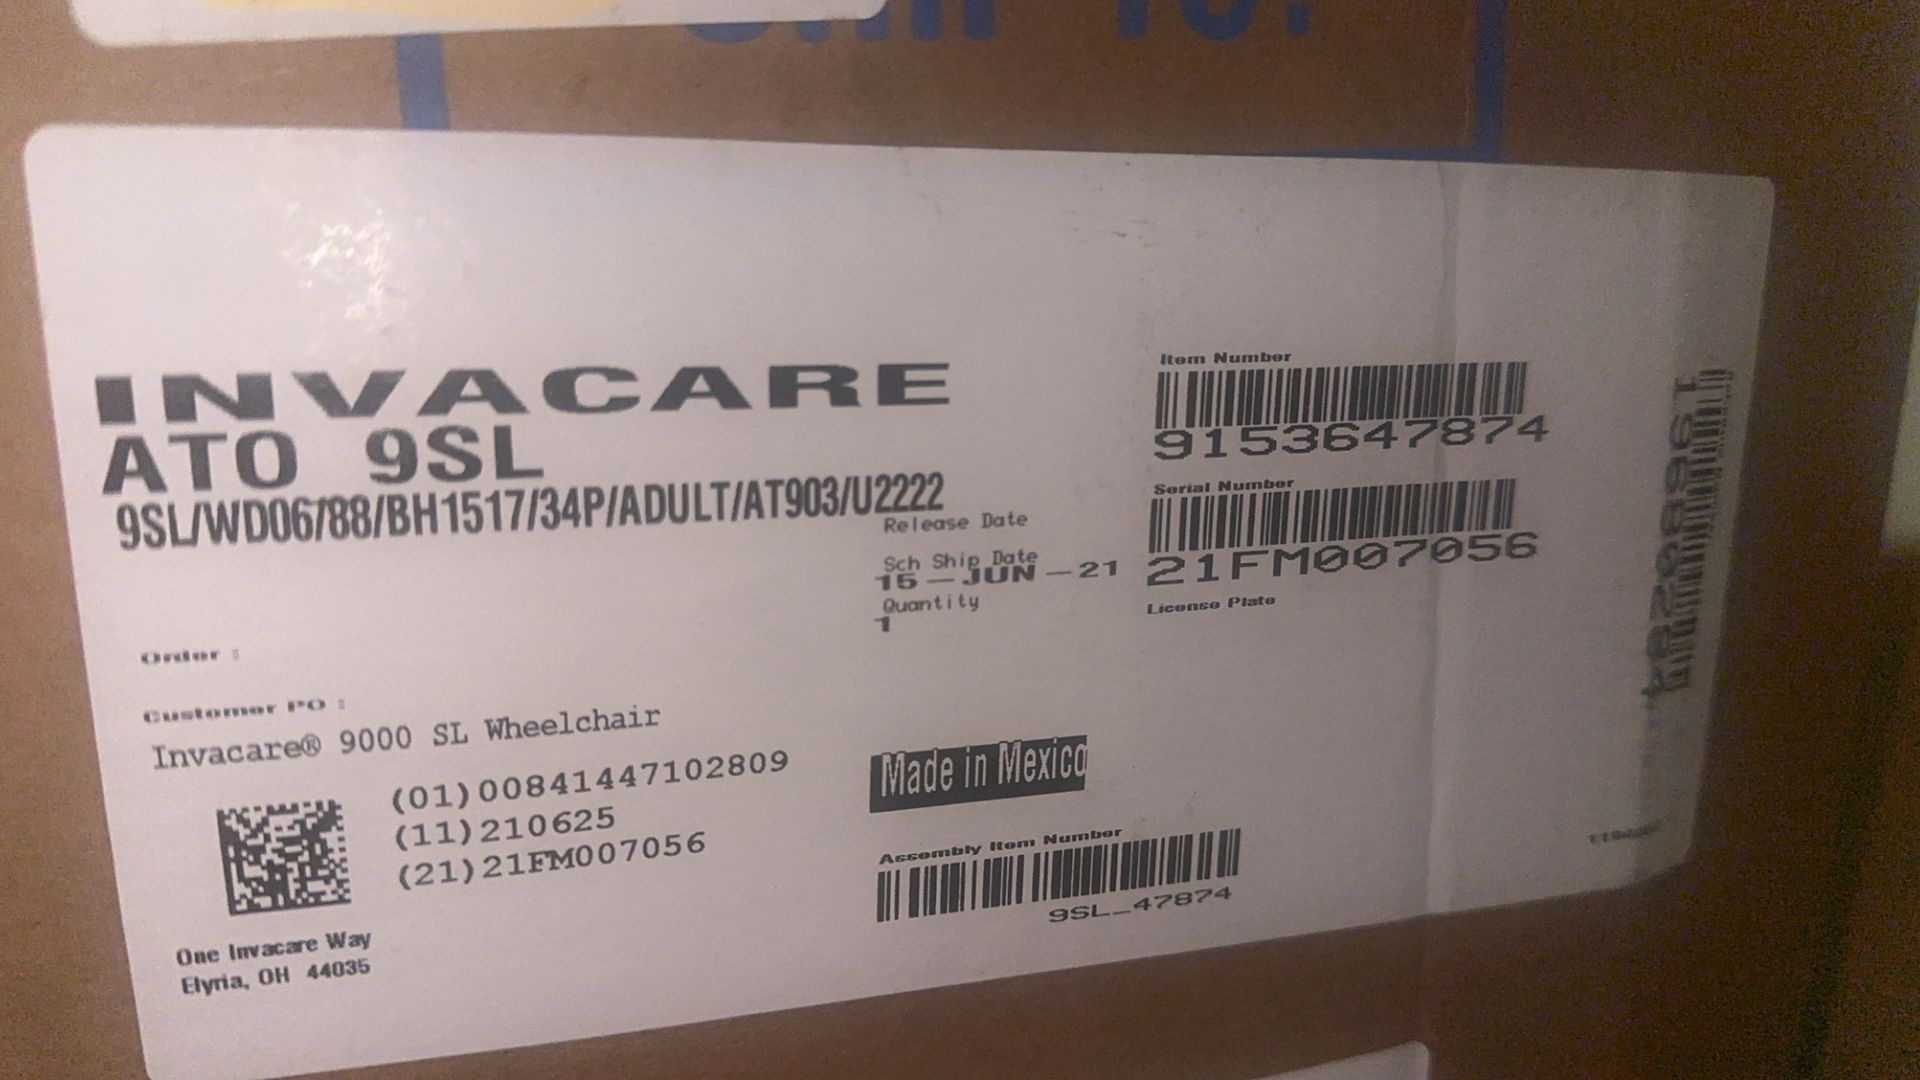 INVACARE
ATO 9SL
9SL/WD06/88/BH1517/34P/ADULT/AT903/U2222
Release Date
Sch Ship Date
15-JUN-21
Quantity
1
Item Number
9153647874
Serial Number
21FM007056
License Plate
Order :
Customer PO :
Invacare® 9000 SL Wheelchair
(01)00841447102809
(11)210625
(21)21FM007056
Made in Mexico
Assembly Item Number
9SL_47874
One Invacare Way
Elyria, OH 44035